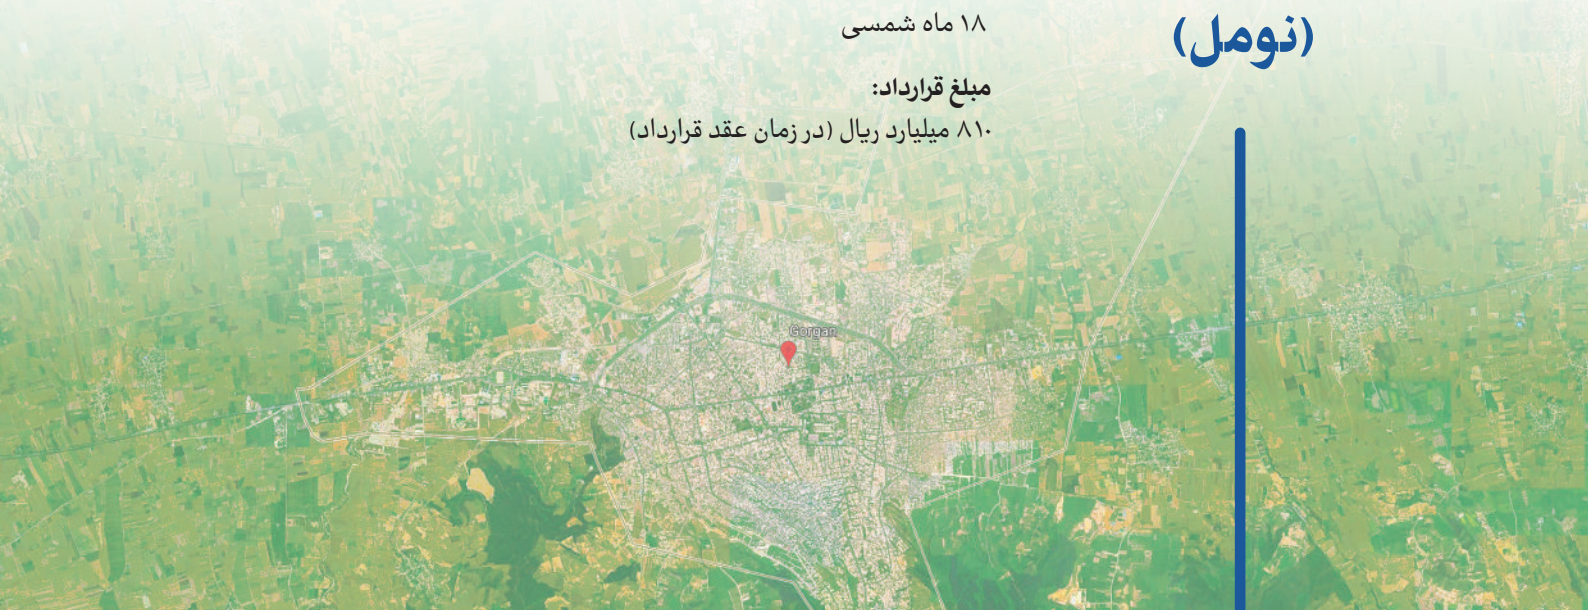 (نومل)
۱۸ ماه شمسی
مبلغ قرارداد:
۸۱۰ میلیارد ریال (در زمان عقد قرارداد)
Gorgan